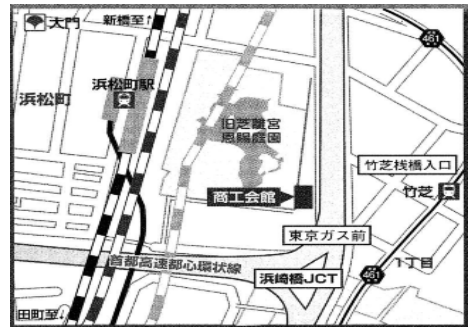 大門
新橋至↑
461
浜松町駅
浜松町
旧芝離宮
恩賜庭園
竹芝桟橋入口
竹芝
商工会館
東京ガス前
首都高速都心環状線
浜崎橋JCT
1丁目
461
田町至↓